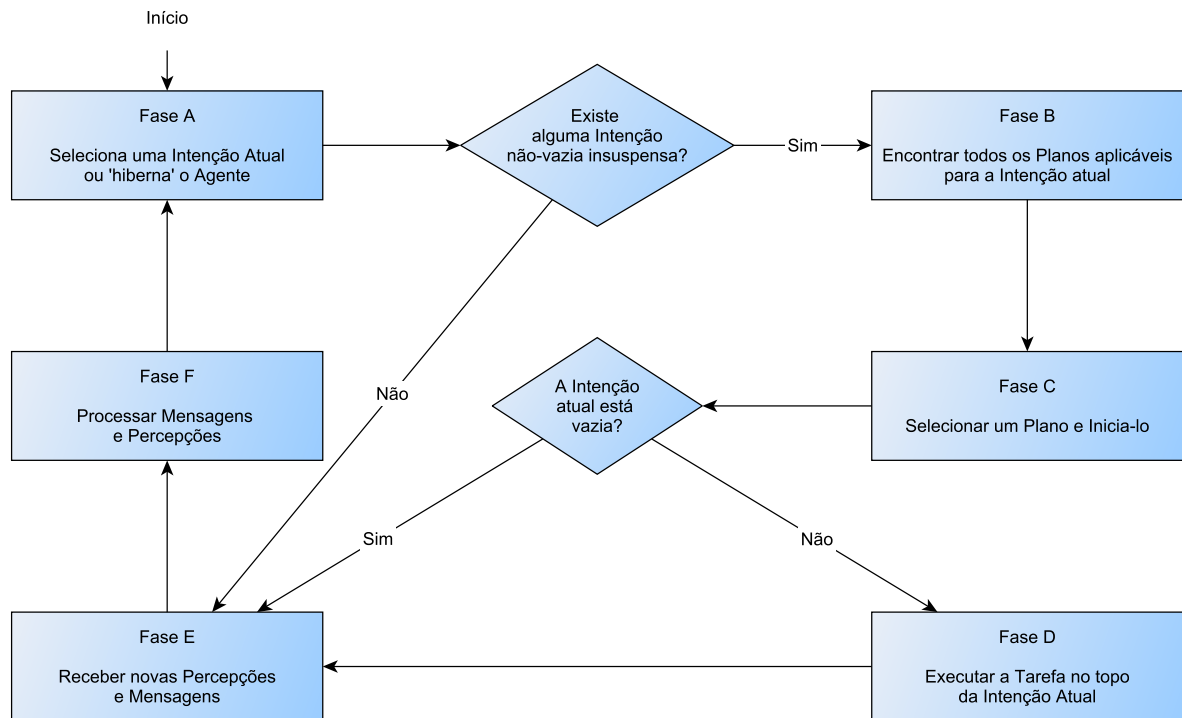 Início
Fase A
Seleciona uma Intenção Atual
ou 'hiberna' o Agente
Existe
alguma Intenção
não-vazia insuspensa?
Sim
Fase B
Encontrar todos os Planos aplicáveis
para a Intenção atual
Não
Fase F
Processar Mensagens
e Percepções
A Intenção
atual está
vazia?
Fase C
Selecionar um Plano e Inicia-lo
Sim
Não
Fase E
Receber novas Percepções
e Mensagens
Fase D
Executar a Tarefa no topo
da Intenção Atual